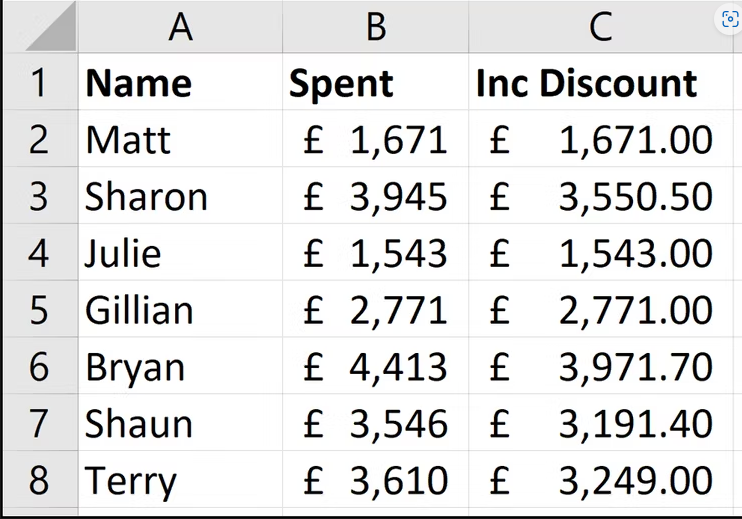 A B C
1 Name Spent Inc Discount
2 Matt £ 1,671 £ 1,671.00
3 Sharon £ 3,945 £ 3,550.50
4 Julie £ 1,543 £ 1,543.00
5 Gillian £ 2,771 £ 2,771.00
6 Bryan £ 4,413 £ 3,971.70
7 Shaun £ 3,546 £ 3,191.40
8 Terry £ 3,610 £ 3,249.00